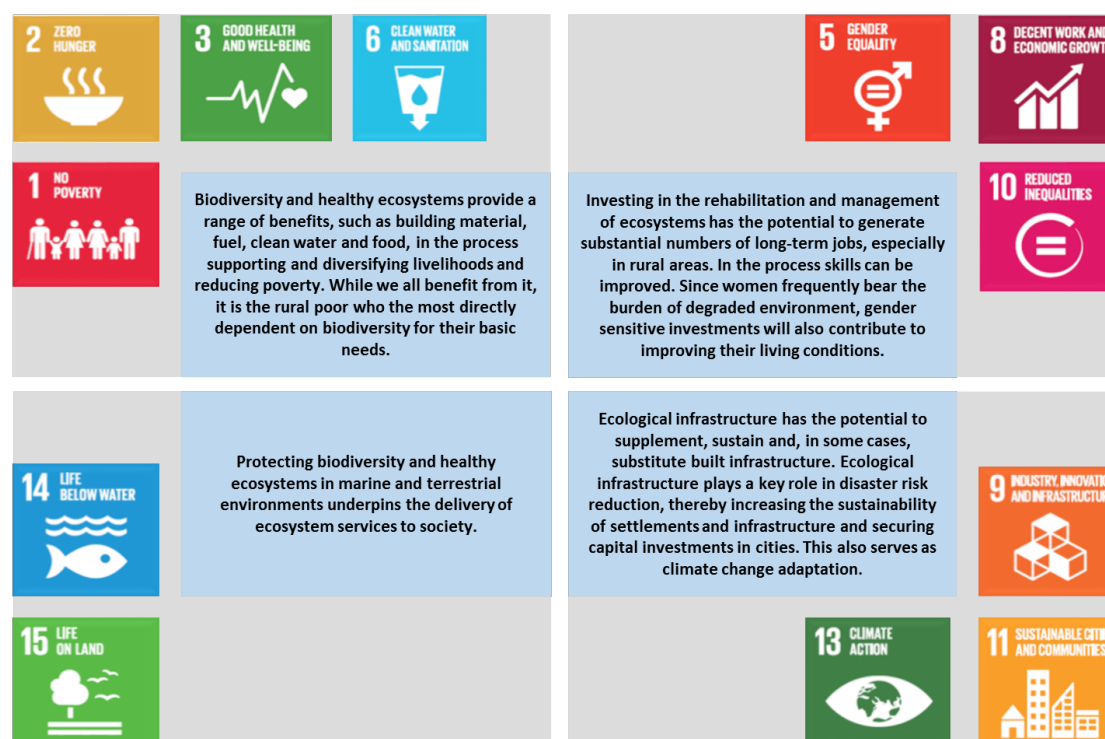 2 ZERO
HUNGER
3 GOOD HEALTH
AND WELL-BEING
6 CLEAN WATER
AND SANITATION
1 NO
POVERTY
Biodiversity and healthy ecosystems provide a
range of benefits, such as building material,
fuel, clean water and food, in the process
supporting and diversifying livelihoods and
reducing poverty. While we all benefit from it,
it is the rural poor who the most directly
dependent on biodiversity for their basic
needs.
5 GENDER
EQUALITY
8 DECENT WORK AND
ECONOMIC GROWT
10 REDUCED
INEQUALITIES
Investing in the rehabilitation and management
of ecosystems has the potential to generate
substantial numbers of long-term jobs, especially
in rural areas. In the process skills can be
improved. Since women frequently bear the
burden of degraded environment, gender
sensitive investments will also contribute to
improving their living conditions.
14 LIFE
BELOW WATER
15 LIFE
ON LAND
Protecting biodiversity and healthy
ecosystems in marine and terrestrial
environments underpins the delivery of
ecosystem services to society.
Ecological infrastructure has the potential to
supplement, sustain and, in some cases,
substitute built infrastructure. Ecological
infrastructure plays a key role in disaster risk
reduction, thereby increasing the sustainability
of settlements and infrastructure and securing
capital investments in cities. This also serves as
climate change adaptation.
9 INDUSTRY, INNOVATI
AND INFRASTRUCTU
13 CLIMATE
ACTION
11 SUSTAINABLE CITI
AND COMMUNITIES